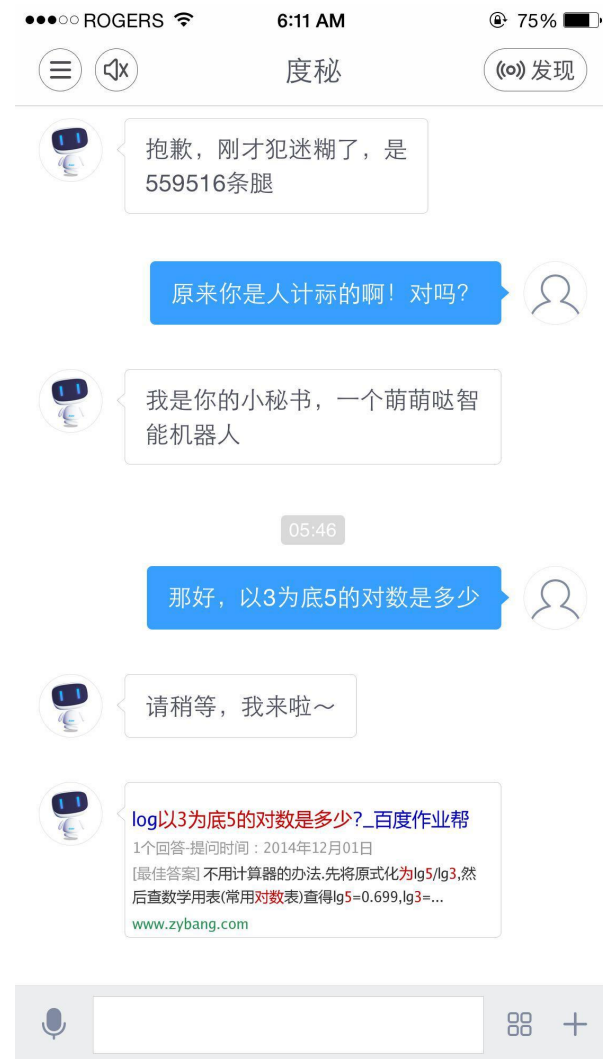 ROGERS 6:11 AM 75%
度秘
发现
抱歉，刚才犯迷糊了，是
559516条腿
原来你是人计祘的啊！对吗？
我是你的小秘书，一个萌萌哒智
能机器人
05:46
那好，以3为底5的对数是多少
请稍等，我来啦～
log以3为底5的对数是多少?_百度作业帮
1个回答-提问时间：2014年12月01日
[最佳答案] 不用计算器的办法.先将原式化为lg5/lg3,然
后查数学用表(常用对数表)查得lg5=0.699,lg3=...
www.zybang.com